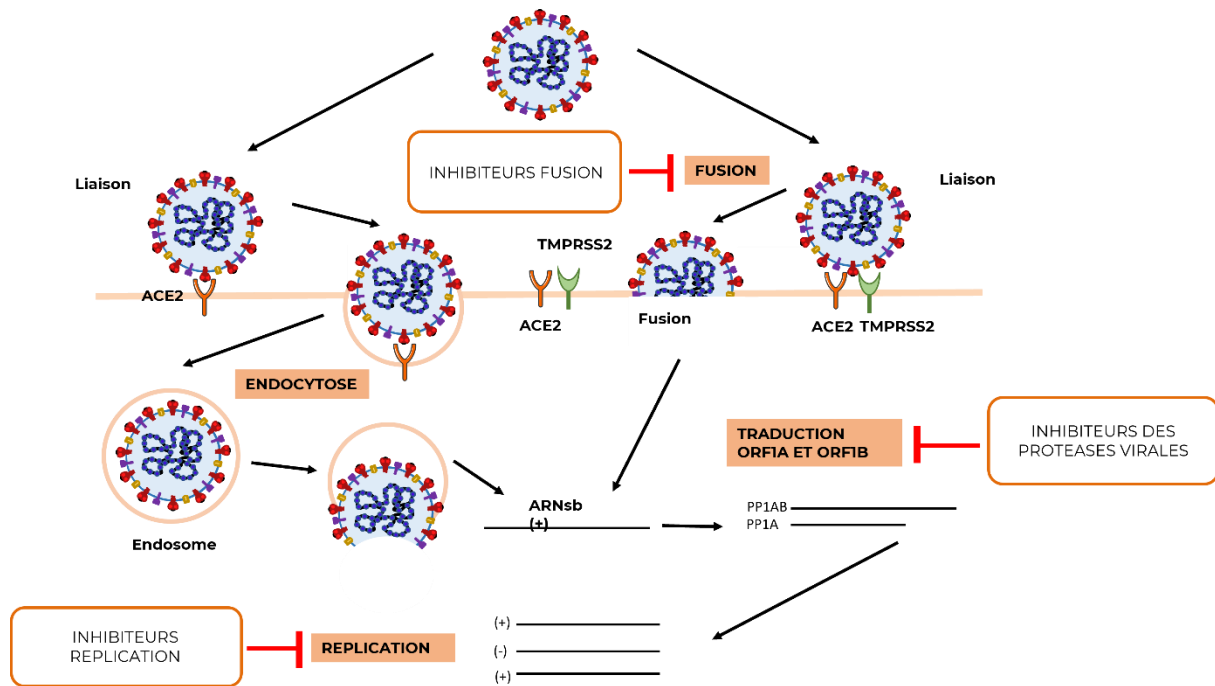 INHIBITEURS FUSION
FUSION
Liaison
Liaison
TMPRSS2
ACE2
ACE2
Fusion
ACE2 TMPRSS2
ENDOCYTOSE
TRADUCTION
ORF1A ET ORF1B
INHIBITEURS DES
PROTEASES VIRALES
ARNsb
(+)
PP1AB
PP1A
Endosome
INHIBITEURS
REPLICATION
REPLICATION
(+)
(-)
(+)